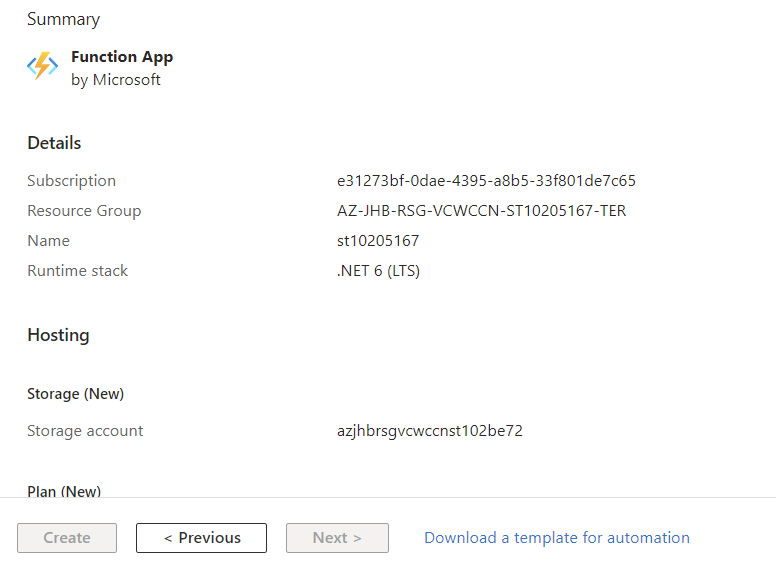 Summary
Function App
by Microsoft
Details
Subscription e31273bf-0dae-4395-a8b5-33f801de7c65
Resource Group AZ-JHB-RSG-VCWCCN-ST10205167-TER
Name st10205167
Runtime stack .NET 6 (LTS)
Hosting
Storage (New)
Storage account azjhbrsgvcwccnst102be72
Plan (New)
Create < Previous Next > Download a template for automation